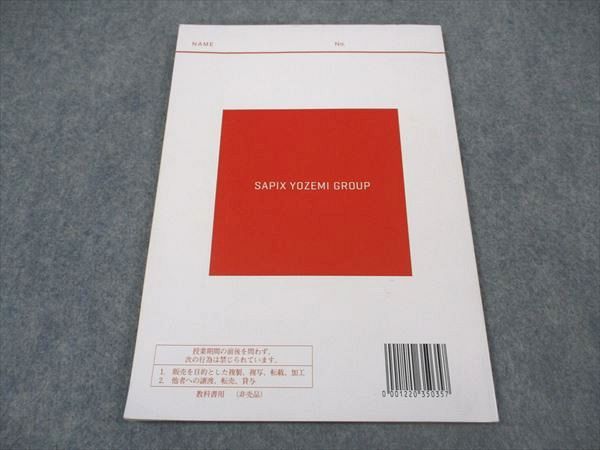 NAME No.
SAPIX YOZEMI GROUP
授業期間の前後を問わず、
次の行為は禁じられています。
1. 販売を目的とした複製、複写、転載、加工
2. 他者への譲渡、転売、貸与
教科書用 (非売品)
0001220350357